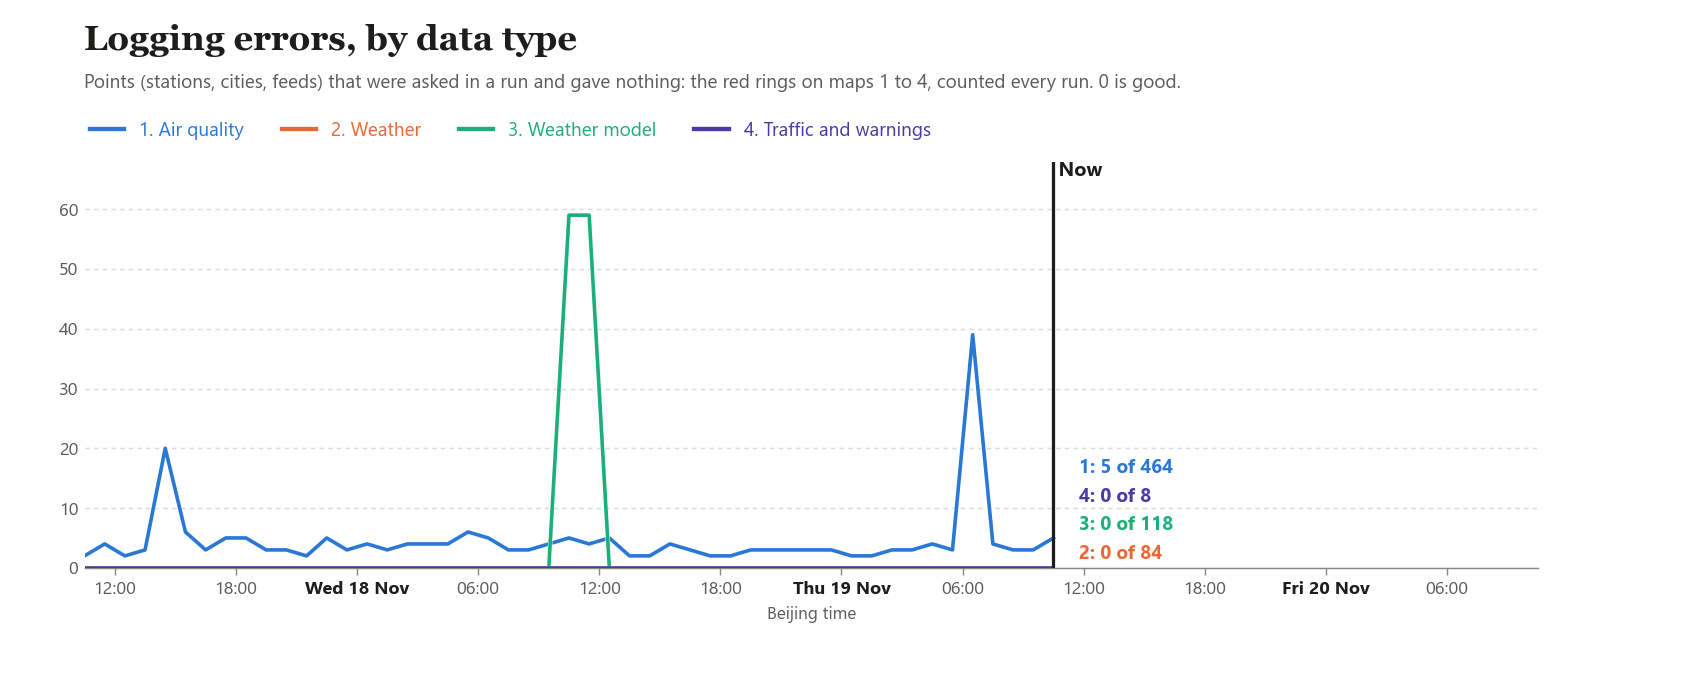 Logging errors, by data type
Points (stations, cities, feeds) that were asked in a run and gave nothing: the red rings on maps 1 to 4, counted every run. 0 is good.
1. Air quality 2. Weather 3. Weather model 4. Traffic and warnings
Now
60
50
40
30
20
10
0
1: 5 of 464
4: 0 of 8
3: 0 of 118
2: 0 of 84
12:00 18:00 Wed 18 Nov 06:00 12:00 18:00 Thu 19 Nov 06:00 12:00 18:00 Fri 20 Nov 06:00
Beijing time